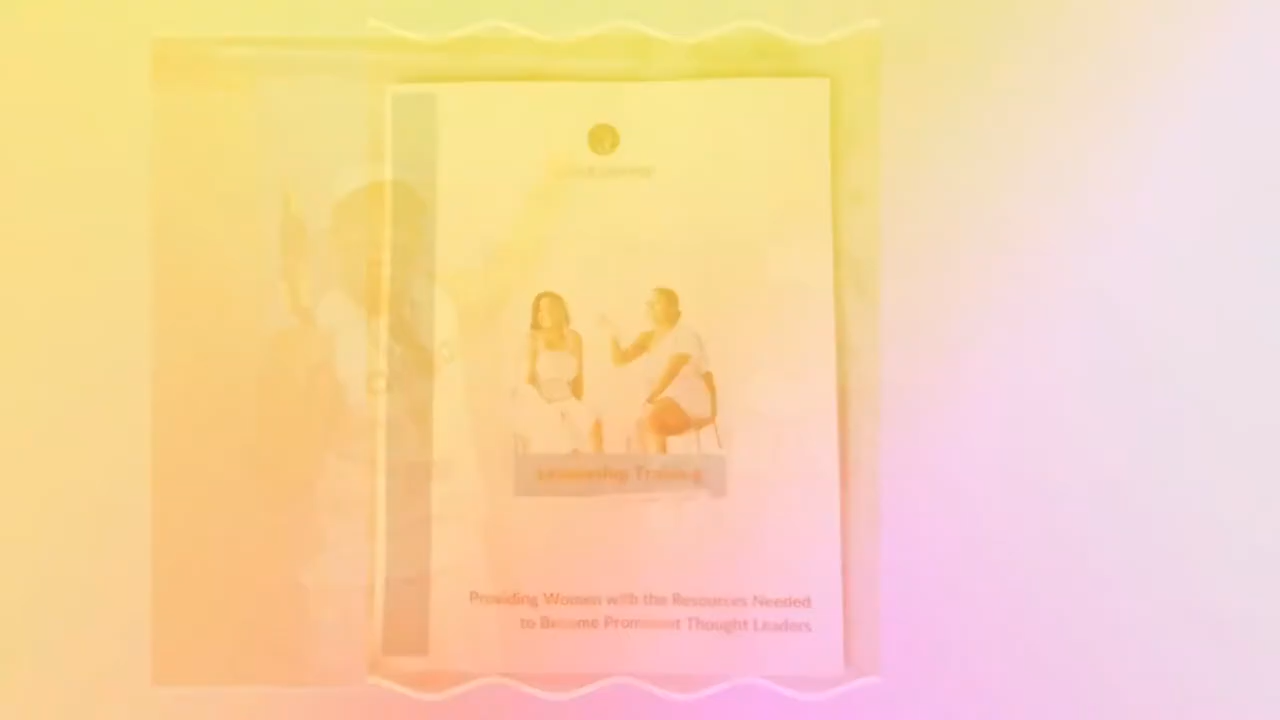 Leadership Training
Providing Women with the Resources Needed
to Become Prominent Thought Leaders